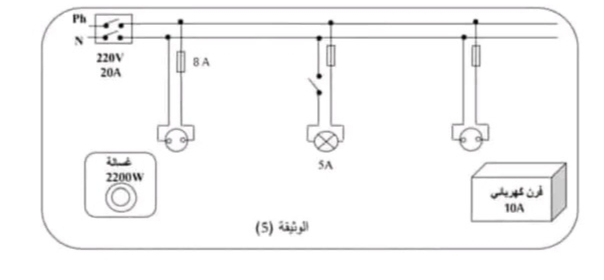 Ph
N
220V
20A
8 A
5A
غسالة
2200W
فرن كهربائي
10A
الوثيقة (5)